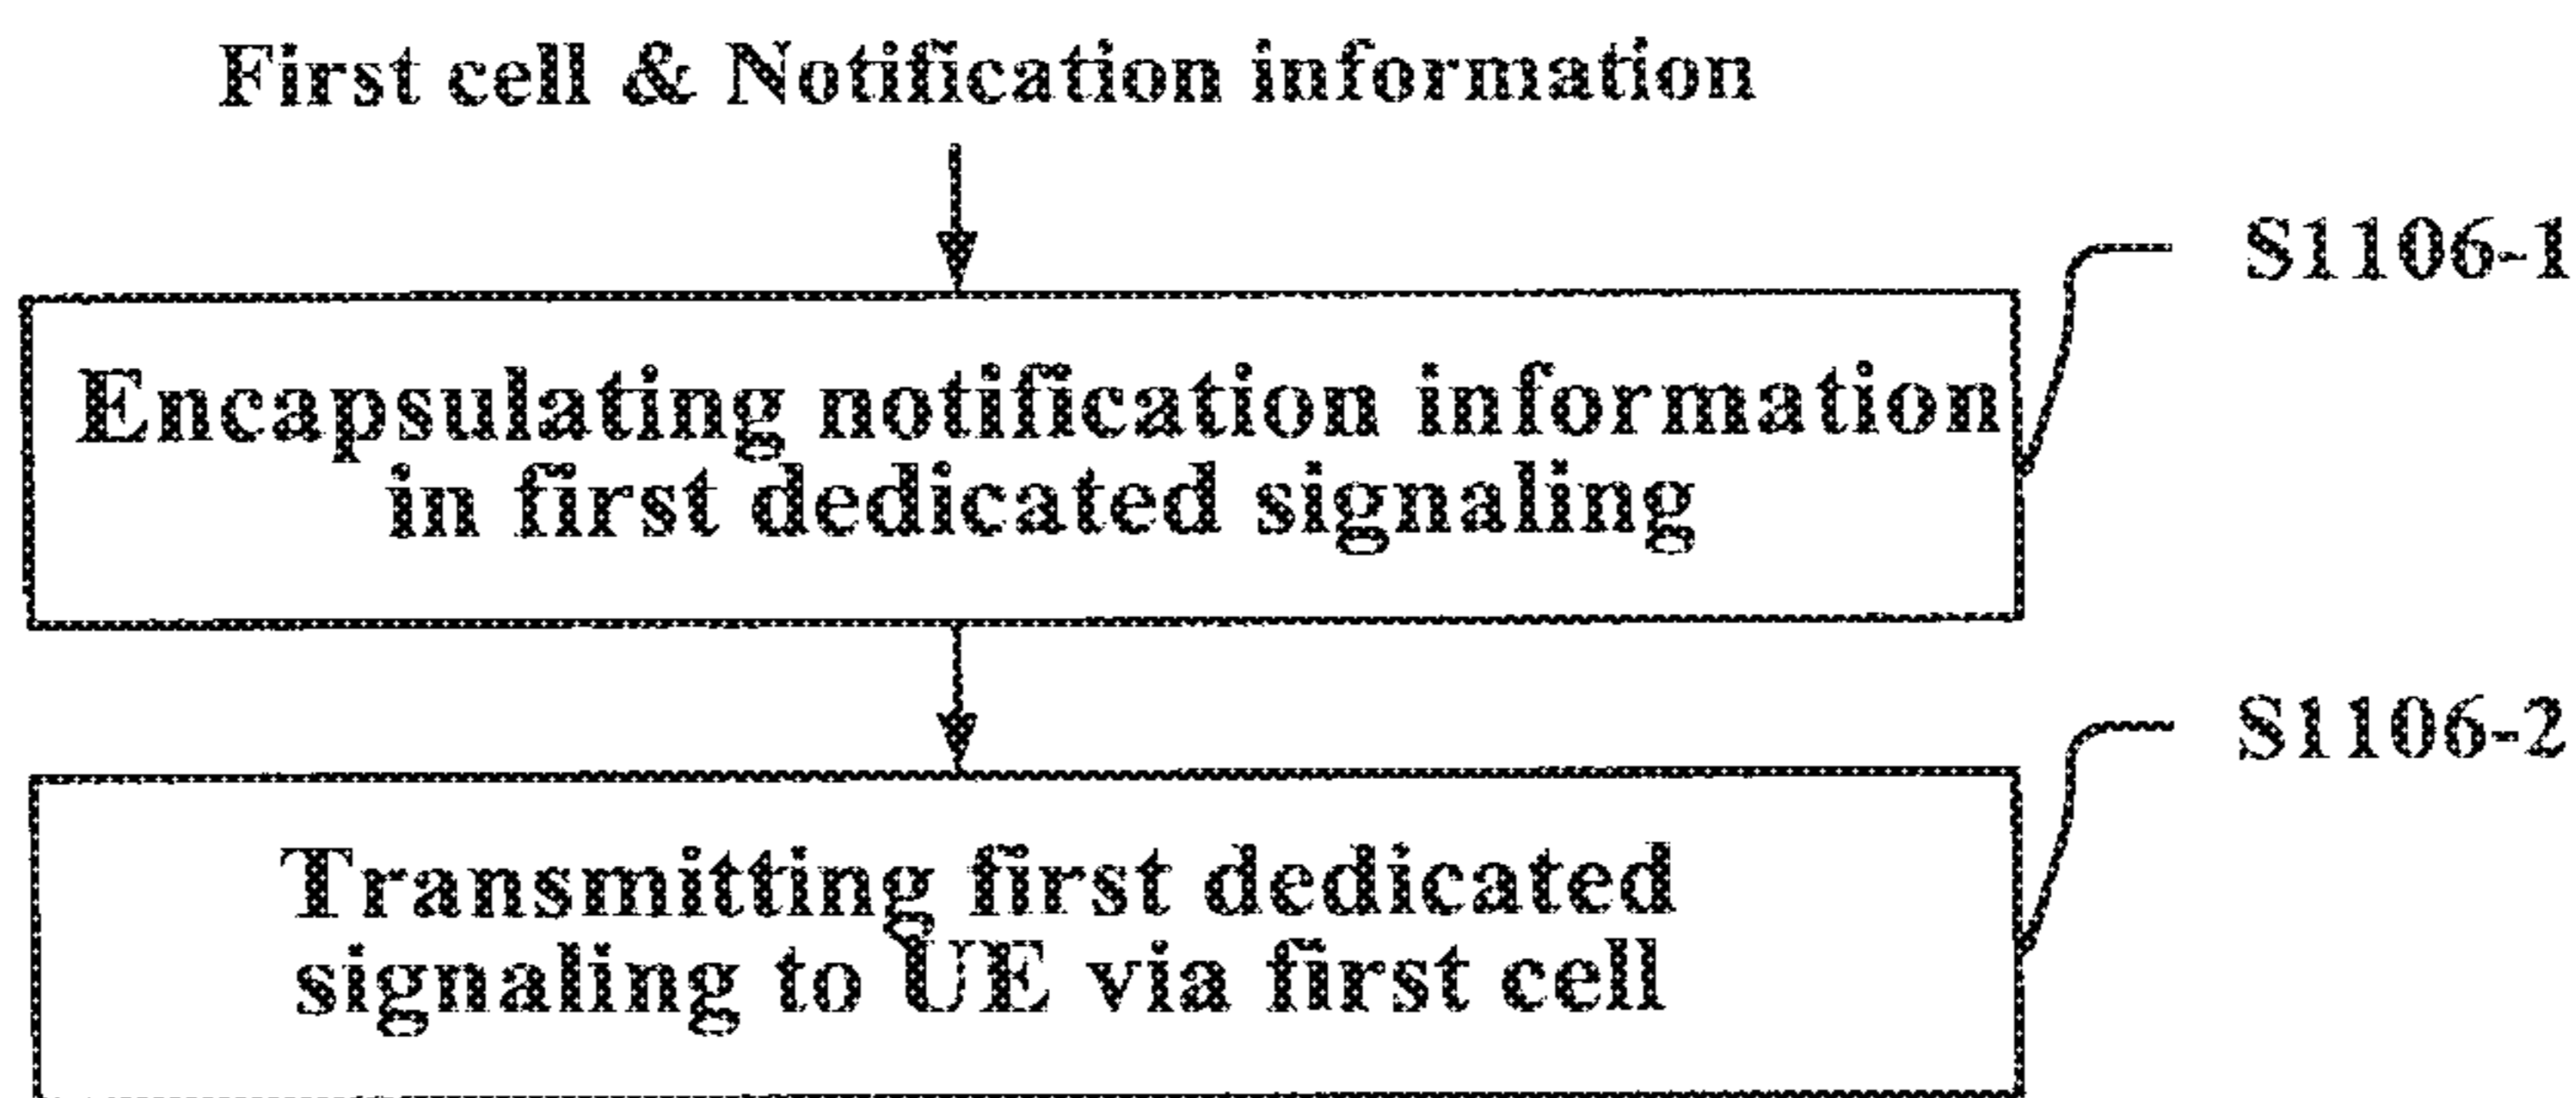 First cell & Notification information
S1106-1
Encapsulating notification information
in first dedicated signaling
S1106-2
Transmitting first dedicated
signaling to UE via first cell